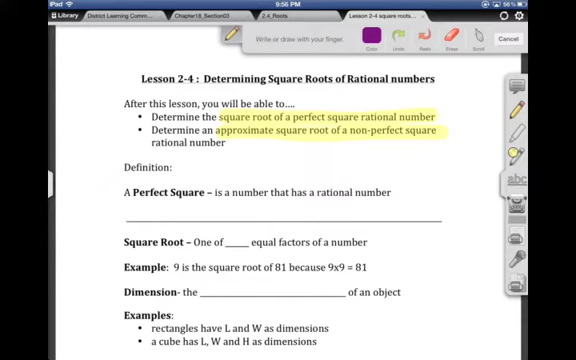 iPad
9:56 PM
56%
Library
District Learning Comm...
Chapter18_Section03
2.4_Roots
Lesson 2-4 square roots...
Write or draw with your finger.
Color
Undo
Redo
Erase
Scroll
Cancel
Lesson 2-4 : Determining Square Roots of Rational numbers
After this lesson, you will be able to....
• Determine the square root of a perfect square rational number
• Determine an approximate square root of a non-perfect square
rational number
Definition:
A Perfect Square – is a number that has a rational number
Square Root – One of _____ equal factors of a number
Example: 9 is the square root of 81 because 9x9 = 81
Dimension- the ______________________________ of an object
Examples:
• rectangles have L and W as dimensions
• a cube has L, W and H as dimensions
abc